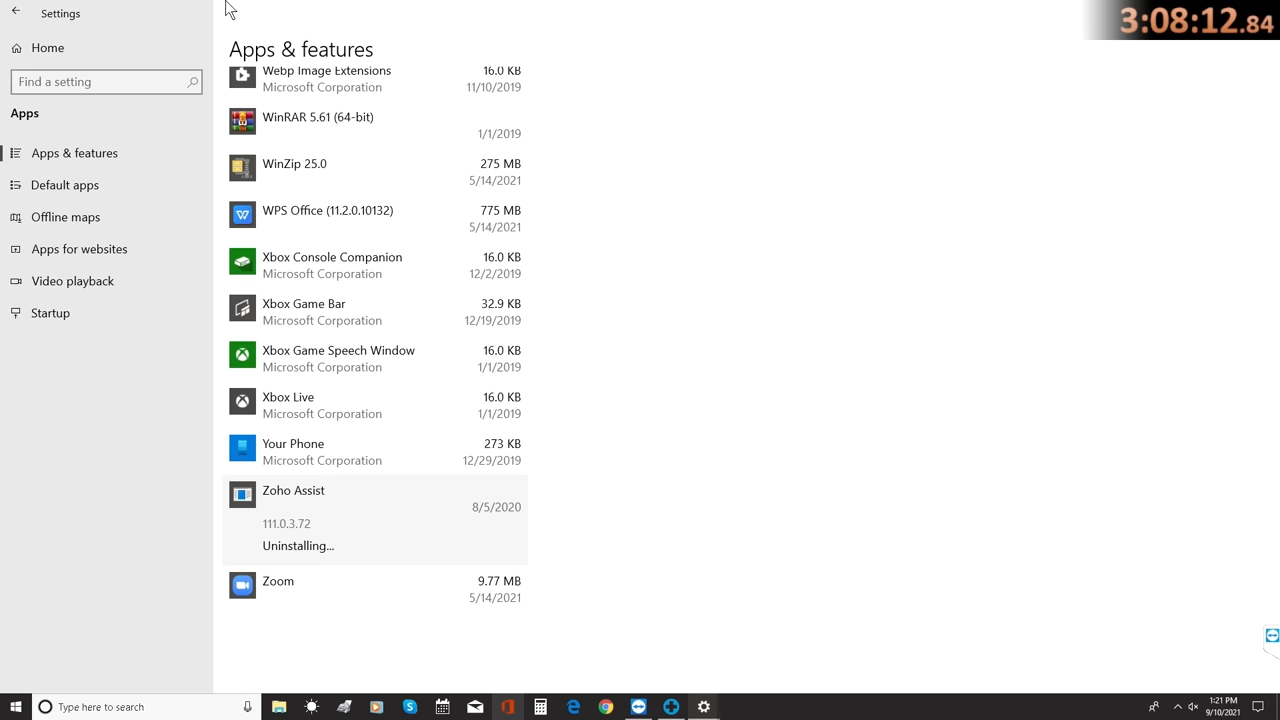 Settings
3:08:12.84
Home
Find a setting
Apps
Apps & features
Default apps
Offline maps
Apps for websites
Video playback
Startup
Apps & features
Webp Image Extensions 16.0 KB
Microsoft Corporation 11/10/2019
WinRAR 5.61 (64-bit)
1/1/2019
WinZip 25.0 275 MB
5/14/2021
WPS Office (11.2.0.10132) 775 MB
5/14/2021
Xbox Console Companion 16.0 KB
Microsoft Corporation 12/2/2019
Xbox Game Bar 32.9 KB
Microsoft Corporation 12/19/2019
Xbox Game Speech Window 16.0 KB
Microsoft Corporation 1/1/2019
Xbox Live 16.0 KB
Microsoft Corporation 1/1/2019
Your Phone 273 KB
Microsoft Corporation 12/29/2019
Zoho Assist
8/5/2020
111.0.3.72
Uninstalling...
Zoom 9.77 MB
5/14/2021
Type here to search
1:21 PM
9/10/2021